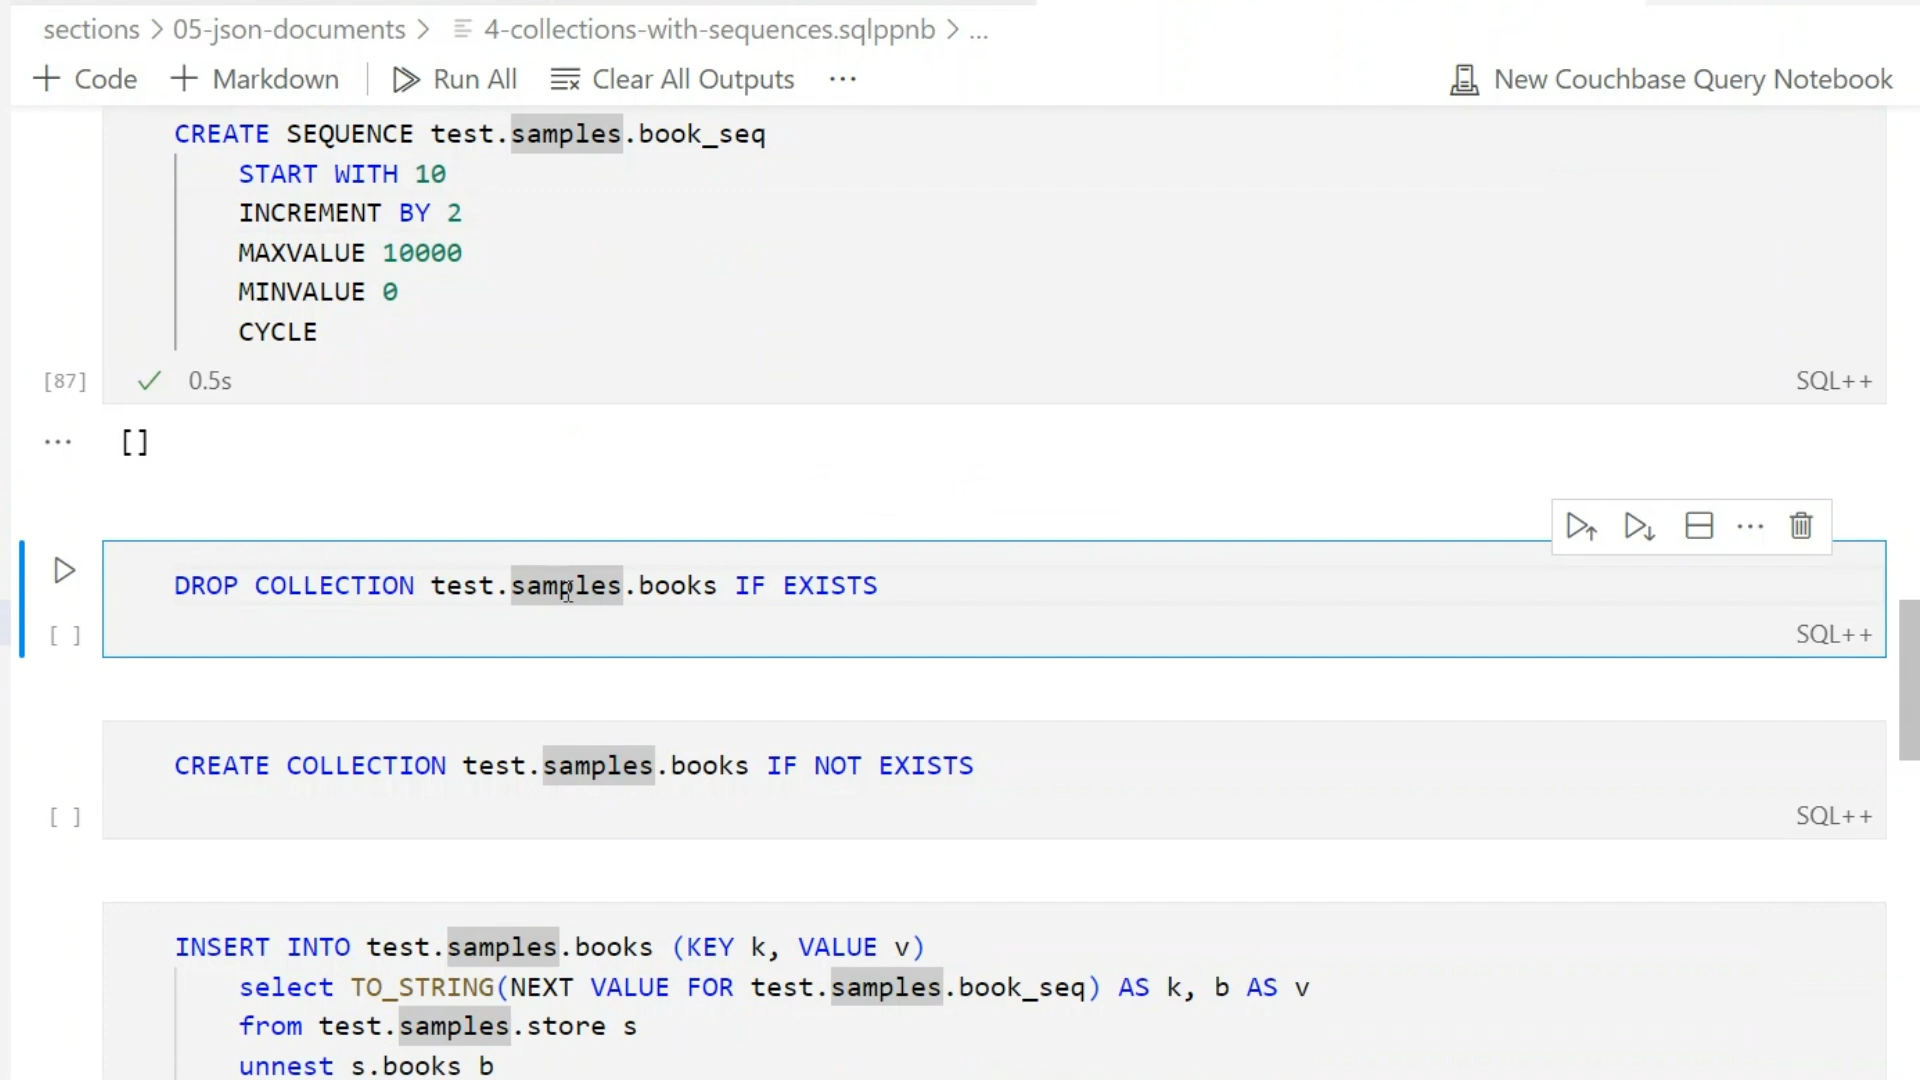 sections > 05-json-documents > 4-collections-with-sequences.sqlppnb > ...
+ Code + Markdown Run All Clear All Outputs ··· New Couchbase Query Notebook
CREATE SEQUENCE test.samples.book_seq
START WITH 10
INCREMENT BY 2
MAXVALUE 10000
MINVALUE 0
CYCLE
[87] ✓ 0.5s SQL++
··· []
DROP COLLECTION test.samples.books IF EXISTS
[ ] SQL++
CREATE COLLECTION test.samples.books IF NOT EXISTS
[ ] SQL++
INSERT INTO test.samples.books (KEY k, VALUE v)
select TO_STRING(NEXT VALUE FOR test.samples.book_seq) AS k, b AS v
from test.samples.store s
unnest s.books b